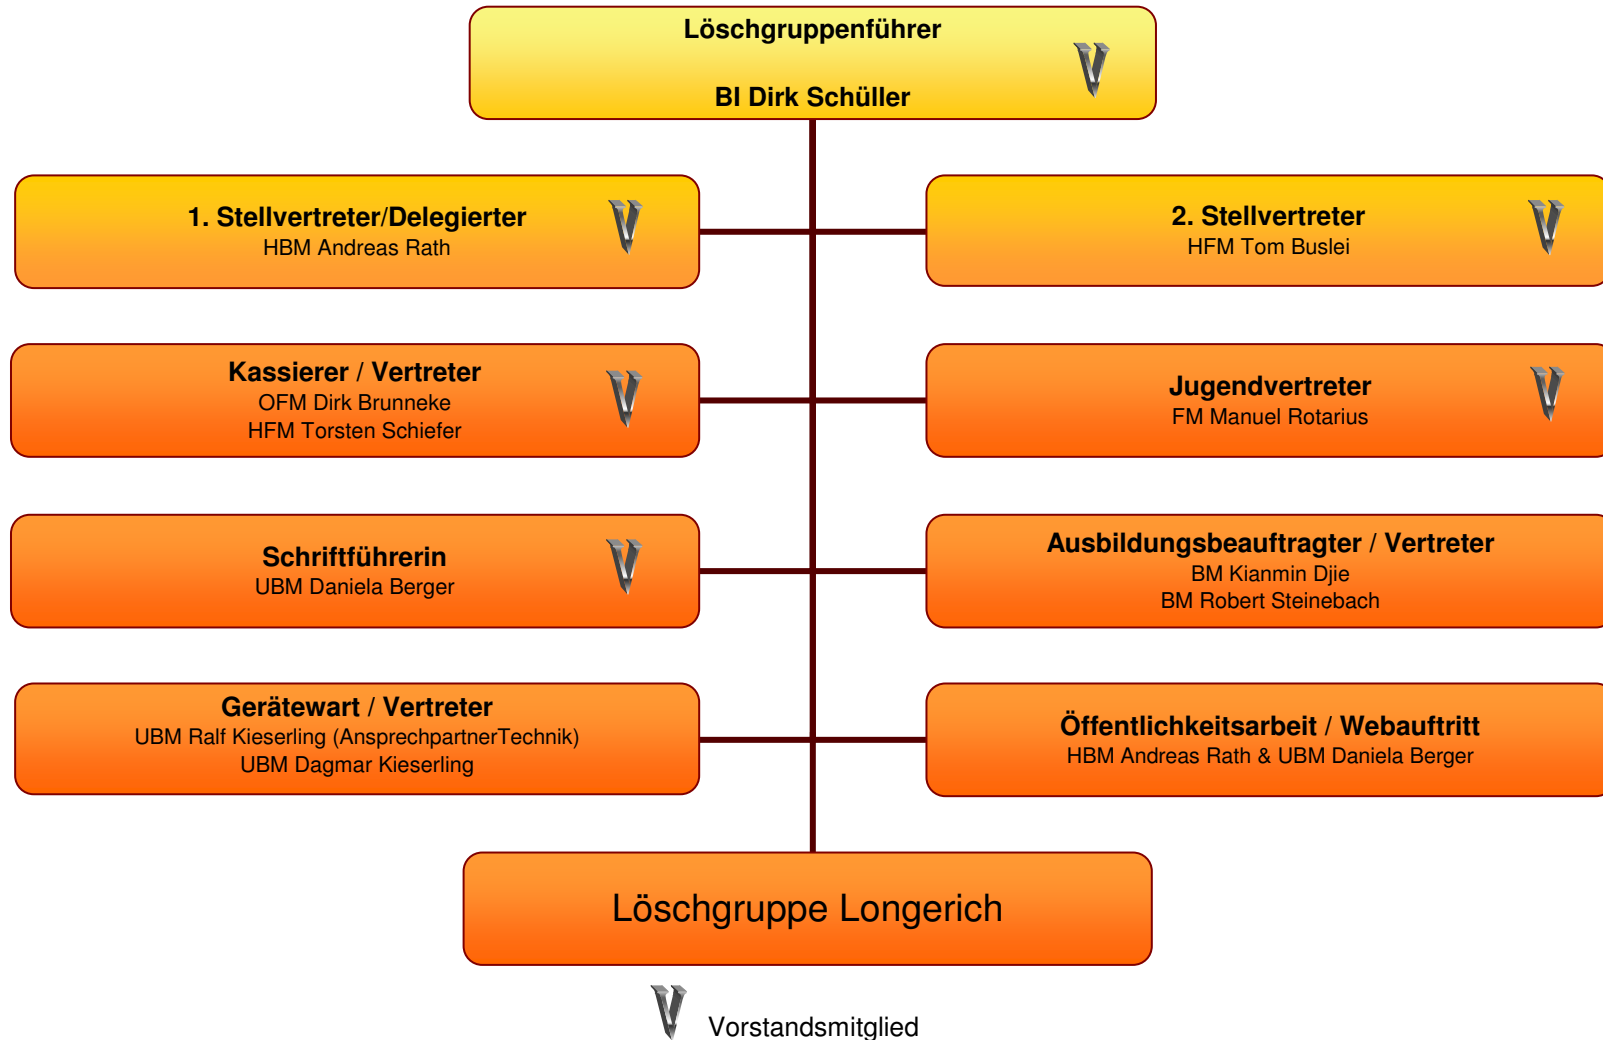 Löschgruppenführer
BI Dirk Schüller
1. Stellvertreter/Delegierter
HBM Andreas Rath
2. Stellvertreter
HFM Tom Buslei
Kassierer / Vertreter
OFM Dirk Brunneke
HFM Torsten Schiefer
Jugendvertreter
FM Manuel Rotarius
Schriftführerin
UBM Daniela Berger
Ausbildungsbeauftragter / Vertreter
BM Kianmin Djie
BM Robert Steinebach
Gerätewart / Vertreter
UBM Ralf Kieserling (AnsprechpartnerTechnik)
UBM Dagmar Kieserling
Öffentlichkeitsarbeit / Webauftritt
HBM Andreas Rath & UBM Daniela Berger
Löschgruppe Longerich
V Vorstandsmitglied